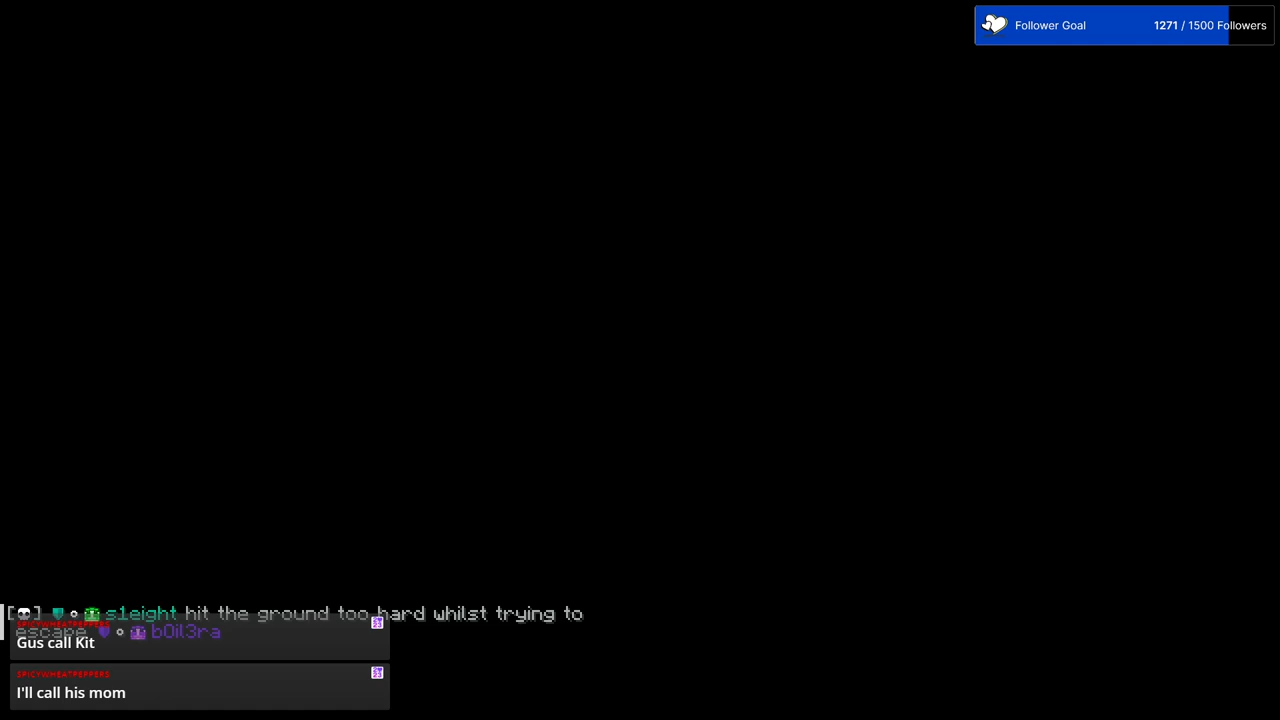 Follower Goal 1271 / 1500 Followers
[☠] s1eight hit the ground too hard whilst trying to
escape b0il3ra
SPICYWHEATPEPPERS
Gus call Kit
SPICYWHEATPEPPERS
I'll call his mom